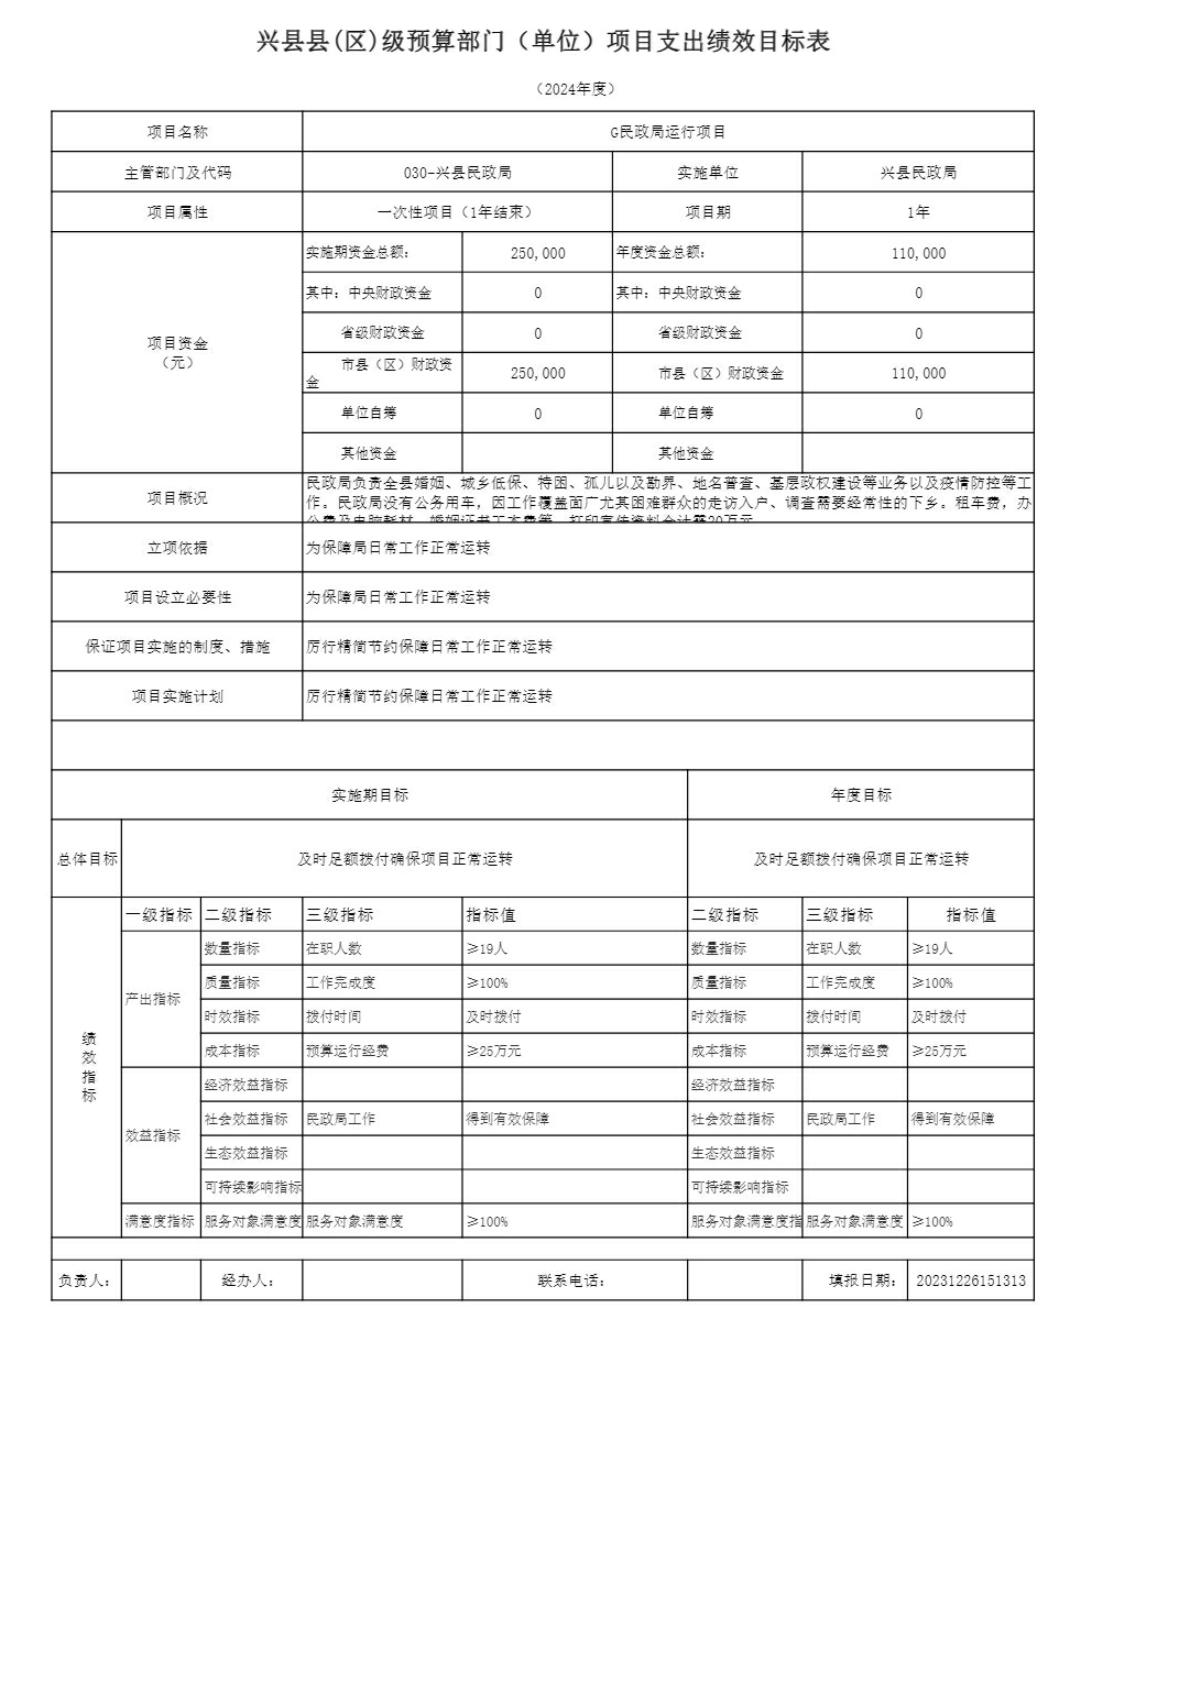 兴县县(区)级预算部门（单位）项目支出绩效目标表
（2024年度）
项目名称 G民政局运行项目
主管部门及代码 030-兴县民政局 实施单位 兴县民政局
项目属性 一次性项目（1年结束） 项目期 1年
项目资金
（元）
实施期资金总额: 250,000 年度资金总额: 110,000
其中: 中央财政资金 0 其中: 中央财政资金 0
省级财政资金 0 省级财政资金 0
市县（区）财政资
金 250,000 市县（区）财政资金 110,000
单位自筹 0 单位自筹 0
其他资金 其他资金
项目概况
民政局负责全县婚姻、城乡低保、特困、孤儿以及勘界、地名普查、基层政权建设等业务以及疫情防控等工
作。民政局没有公务用车，因工作覆盖面广尤其困难群众的走访入户、调查需要经常性的下乡。租车费，办
公费及电脑耗材、婚姻证书工本费等、打印宣传资料合计需20万元
立项依据 为保障局日常工作正常运转
项目设立必要性 为保障局日常工作正常运转
保证项目实施的制度、措施 厉行精简节约保障日常工作正常运转
项目实施计划 厉行精简节约保障日常工作正常运转
实施期目标 年度目标
总体目标 及时足额拨付确保项目正常运转 及时足额拨付确保项目正常运转
绩效指标
一级指标 二级指标 三级指标 指标值 二级指标 三级指标 指标值
产出指标
数量指标 在职人数 ≥19人 数量指标 在职人数 ≥19人
质量指标 工作完成度 ≥100% 质量指标 工作完成度 ≥100%
时效指标 拨付时间 及时拨付 时效指标 拨付时间 及时拨付
成本指标 预算运行经费 ≥25万元 成本指标 预算运行经费 ≥25万元
效益指标
经济效益指标 经济效益指标
社会效益指标 民政局工作 得到有效保障 社会效益指标 民政局工作 得到有效保障
生态效益指标 生态效益指标
可持续影响指标 可持续影响指标
满意度指标 服务对象满意度 服务对象满意度 ≥100% 服务对象满意度指 服务对象满意度 ≥100%
负责人: 经办人: 联系电话: 填报日期: 20231226151313